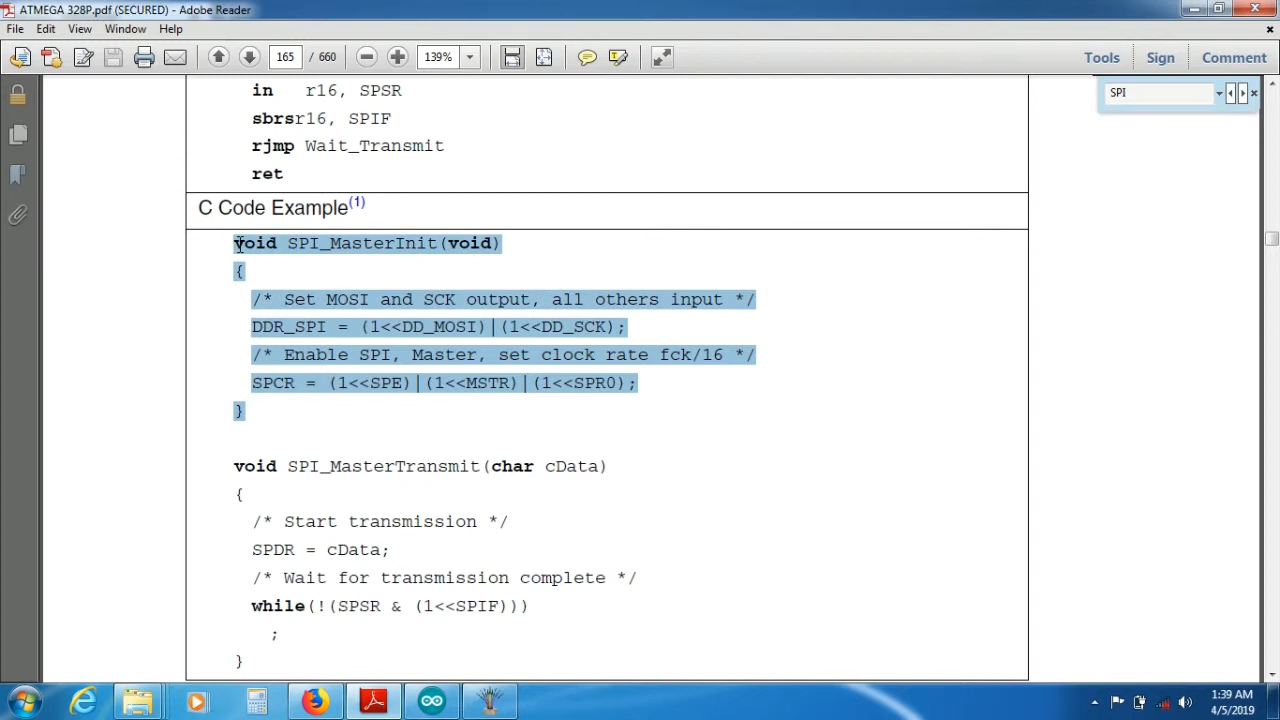 ATMEGA 328P.pdf (SECURED) - Adobe Reader
File Edit View Window Help
165 / 660 139% Tools Sign Comment
SPI
in r16, SPSR
sbrsr16, SPIF
rjmp Wait_Transmit
ret
C Code Example(1)
void SPI_MasterInit(void)
{
/* Set MOSI and SCK output, all others input */
DDR_SPI = (1<<DD_MOSI)|(1<<DD_SCK);
/* Enable SPI, Master, set clock rate fck/16 */
SPCR = (1<<SPE)|(1<<MSTR)|(1<<SPR0);
}
void SPI_MasterTransmit(char cData)
{
/* Start transmission */
SPDR = cData;
/* Wait for transmission complete */
while(!(SPSR & (1<<SPIF)))
;
}
1:39 AM
4/5/2019